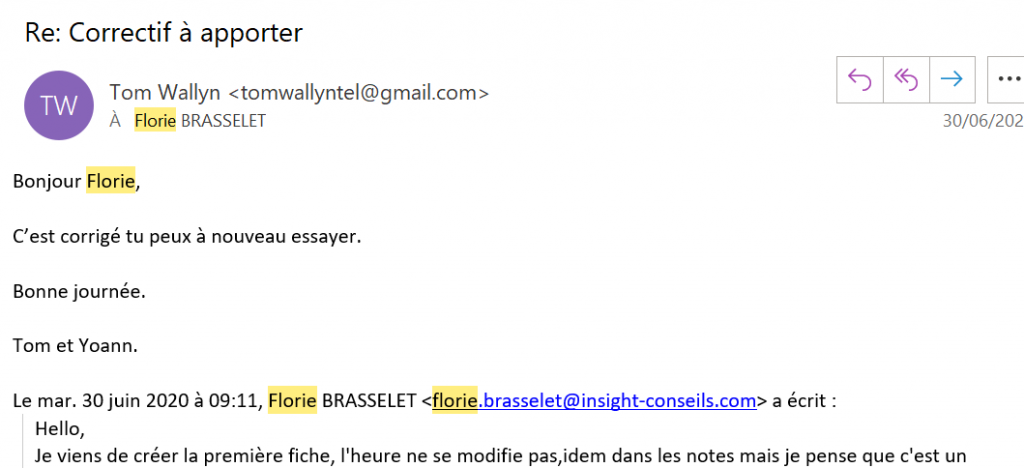 Re: Correctif à apporter
TW
Tom Wallyn <tomwallyntel@gmail.com>
À Florie BRASSELET
30/06/202
Bonjour Florie,
C’est corrigé tu peux à nouveau essayer.
Bonne journée.
Tom et Yoann.
Le mar. 30 juin 2020 à 09:11, Florie BRASSELET <florie.brasselet@insight-conseils.com> a écrit :
Hello,
Je viens de créer la première fiche, l'heure ne se modifie pas,idem dans les notes mais je pense que c'est un